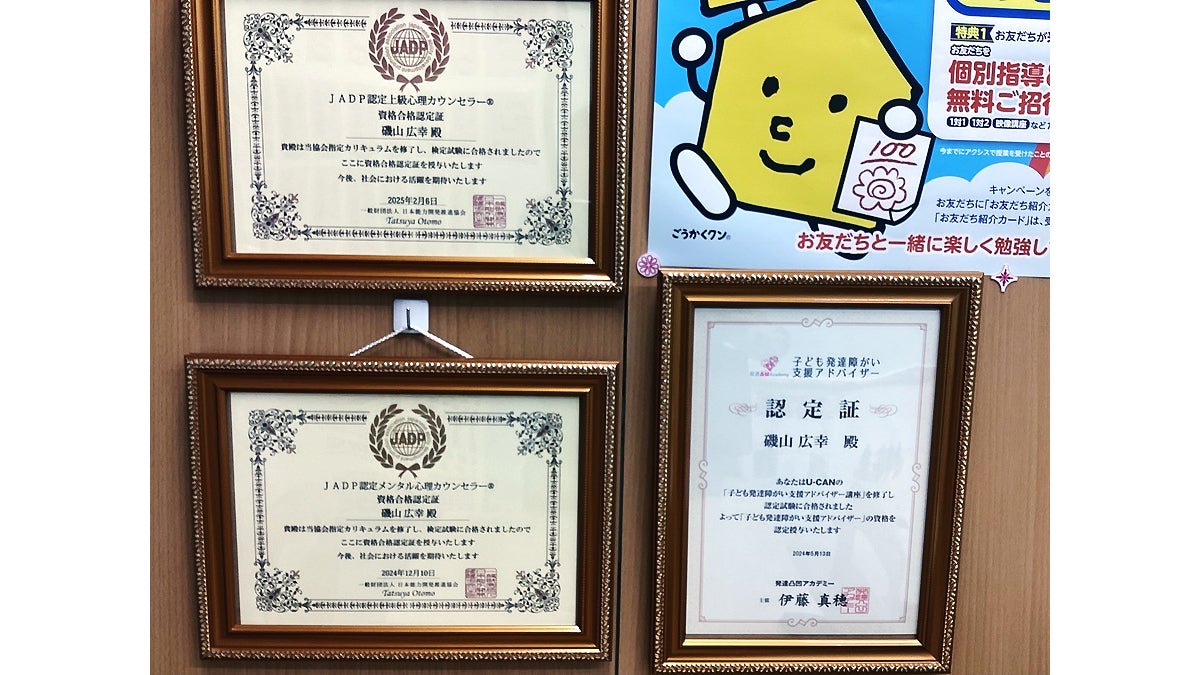 JADP
JADP認定上級心理カウンセラー®
資格合格認定証
磯山 広幸 殿
貴殿は当協会指定カリキュラムを修了し、検定試験に合格されましたので
ここに資格合格認定証を授与いたします
今後、社会における活躍を期待いたします
2025年2月6日
一般財団法人 日本能力開発推進協会
Tatsuya Otomo
JADP
JADP認定メンタル心理カウンセラー®
資格合格認定証
磯山 広幸 殿
貴殿は当協会指定カリキュラムを修了し、検定試験に合格されましたので
ここに資格合格認定証を授与いたします
今後、社会における活躍を期待いたします
2024年12月10日
一般財団法人 日本能力開発推進協会
Tatsuya Otomo
特典1 お友だちが
お友だちを
個別指導
無料ご招待
1対1 1対2 映像講座 など
今までにアクシスで授業を受けたことの
キャンペーンを
お友だちに「お友だち紹介
「お友だち紹介カード」は、
100
ごうかくワン®
お友だちと一緒に楽しく勉強し
子ども発達障がい
支援アドバイザー
認定証
磯山 広幸 殿
あなたはU-CANの
「子ども発達障がい支援アドバイザー講座」を修了し
認定試験に合格されました
よって「子ども発達障がい支援アドバイザー」の資格を
認定授与いたします
2024年5月13日
発達凸凹アカデミー
主催 伊藤 真穂